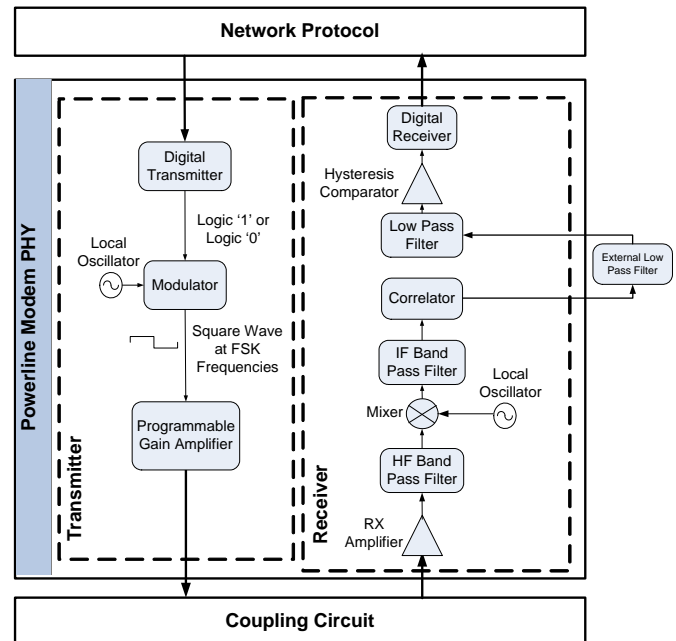 Network Protocol
Powerline Modem PHY
Transmitter
Digital
Transmitter
Logic ‘1’ or
Logic ‘0’
Local
Oscillator
Modulator
Square Wave
at FSK
Frequencies
Programmable
Gain Amplifier
Receiver
Digital
Receiver
Hysteresis
Comparator
Low Pass
Filter
External Low
Pass Filter
Correlator
IF Band
Pass Filter
Local
Oscillator
Mixer
HF Band
Pass Filter
RX
Amplifier
Coupling Circuit